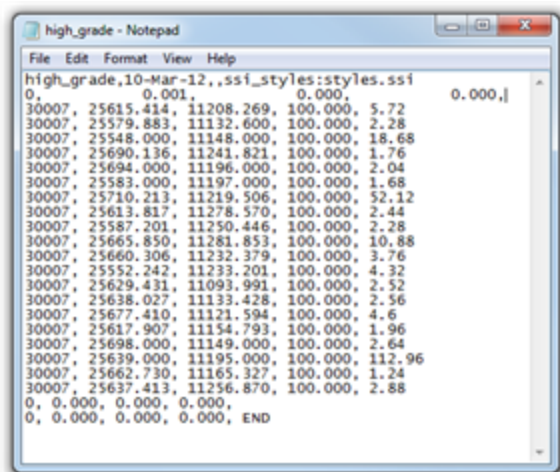 high_grade - Notepad
File Edit Format View Help
high_grade,10-Mar-12,,ssi_styles:styles.ssi
0, 0.001, 0.000, 0.000,
30007, 25615.414, 11208.269, 100.000, 5.72
30007, 25579.883, 11132.600, 100.000, 2.28
30007, 25548.000, 11148.000, 100.000, 18.68
30007, 25690.136, 11241.821, 100.000, 1.76
30007, 25694.000, 11196.000, 100.000, 2.04
30007, 25583.000, 11197.000, 100.000, 1.68
30007, 25710.213, 11219.506, 100.000, 52.12
30007, 25613.817, 11278.570, 100.000, 2.44
30007, 25587.201, 11250.446, 100.000, 2.28
30007, 25665.850, 11281.853, 100.000, 10.88
30007, 25660.306, 11232.379, 100.000, 3.76
30007, 25552.242, 11233.201, 100.000, 4.32
30007, 25629.431, 11093.991, 100.000, 2.52
30007, 25638.027, 11133.428, 100.000, 2.56
30007, 25677.410, 11121.594, 100.000, 4.6
30007, 25617.907, 11154.793, 100.000, 1.96
30007, 25698.000, 11149.000, 100.000, 2.64
30007, 25639.000, 11195.000, 100.000, 112.96
30007, 25662.730, 11165.327, 100.000, 1.24
30007, 25637.413, 11256.870, 100.000, 2.88
0, 0.000, 0.000, 0.000,
0, 0.000, 0.000, 0.000, END